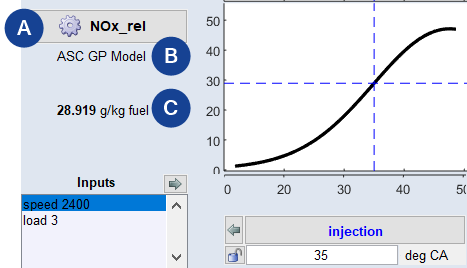 A NOx_rel
ASC GP Model B
28.919 g/kg fuel C
Inputs
speed 2400
load 3
50
40
30
20
10
0
0 20 30 40 50
injection
35 deg CA